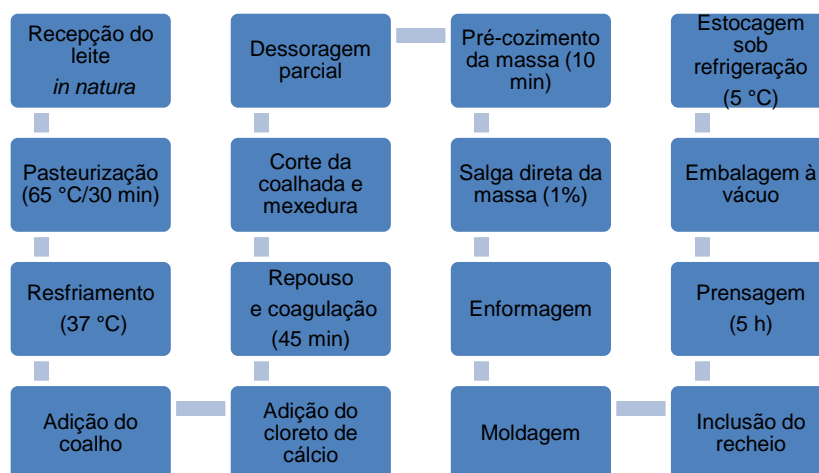 Recepção do
leite
in natura
Pasteurização
(65 °C/30 min)
Resfriamento
(37 °C)
Adição do
coalho
Adição do
cloreto de
cálcio
Repouso
e coagulação
(45 min)
Corte da
coalhada e
mexedura
Dessoragem
parcial
Pré-cozimento
da massa (10
min)
Salga direta da
massa (1%)
Enformagem
Moldagem
Inclusão do
recheio
Prensagem
(5 h)
Embalagem à
vácuo
Estocagem
sob
refrigeração
(5 °C)